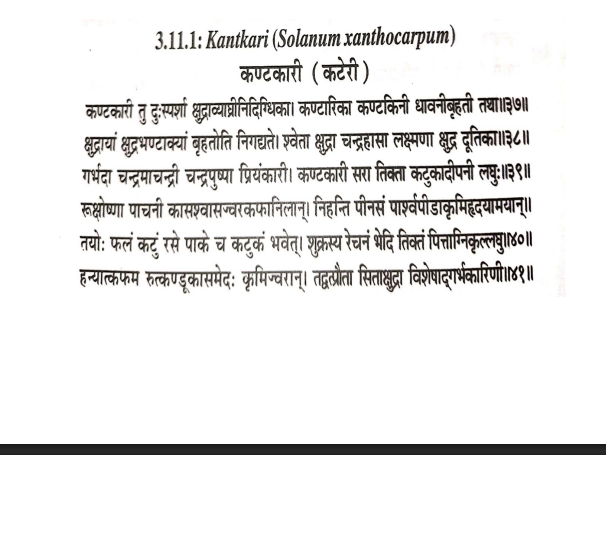 3.11.1: Kantkari (Solanum xanthocarpum)
कण्टकारी ( कटेरी )
कण्टकारी तु दुःस्पर्शा क्षुद्राव्याघ्रीनिदिग्धिका। कण्टारिका कण्टकिनी धावनीबृहती तथा॥३७॥
क्षुद्रायां क्षुद्रभण्टाक्यां बृहतोति निगद्यते। श्वेता क्षुद्रा चन्द्रहासा लक्ष्मणा क्षुद्र दूतिका॥३८॥
गर्भदा चन्द्रमाचन्द्री चन्द्रपुष्पा प्रियंकारी। कण्टकारी सरा तिक्ता कटुकादीपनी लघुः॥३९॥
रूक्षोष्णा पाचनी कासश्वासज्वरकफानिलान्। निहन्ति पीनसं पार्श्वपीडाकृमिहृदयामयान्॥
तयोः फलं कटुं रसे पाके च कटुकं भवेत्। शुक्रस्य रेचनं भेदि तिक्तं पित्ताग्निकृल्लघु॥४०॥
हन्यात्कफम रुत्कण्डूकासमेदः कृमिज्वरान्। तद्वत्प्रौता सिताक्षुद्रा विशेषाद्गर्भकारिणी॥४१॥